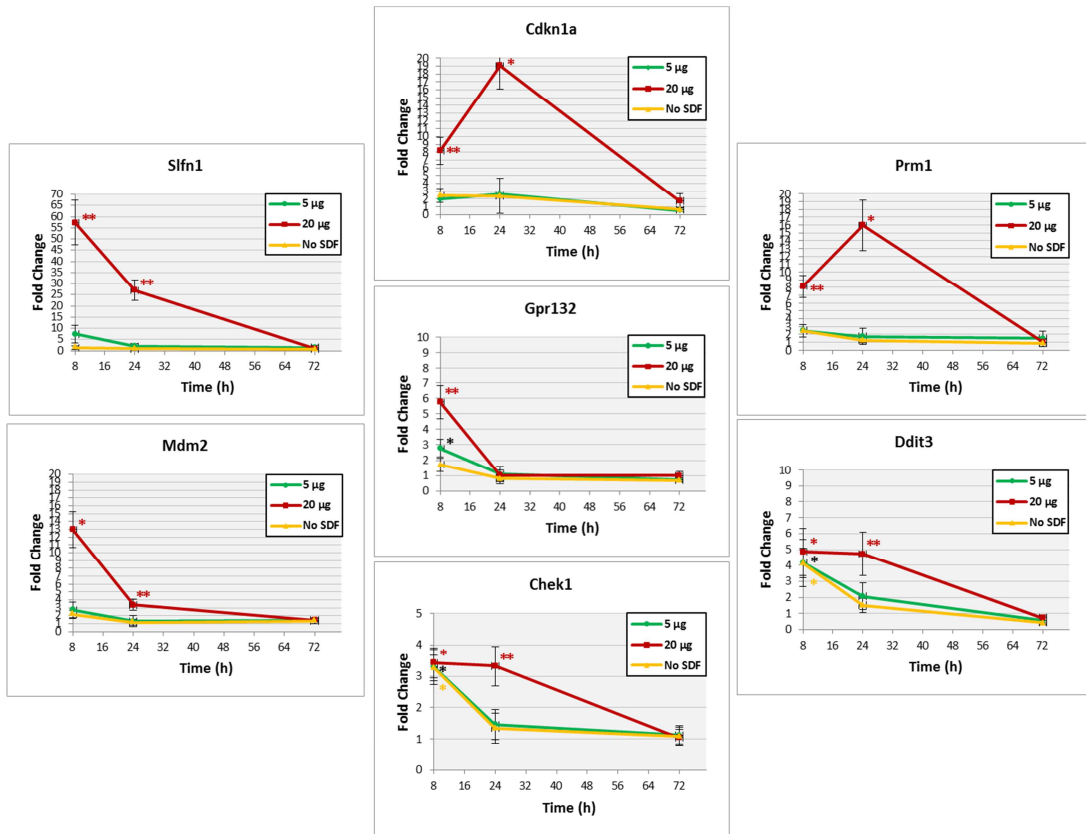 Cdkn1a
20
19
18
17
16
15
14
13
12
11
10
9
8
7
6
5
4
3
2
1
0
Fold Change
*
**
5 µg
20 µg
No SDF
8 16 24 32 40 48 56 64 72
Time (h)
Slfn1
70
65
60
55
50
45
40
35
30
25
20
15
10
5
0
Fold Change
**
**
5 µg
20 µg
No SDF
8 16 24 32 40 48 56 64 72
Time (h)
Prm1
20
19
18
17
16
15
14
13
12
11
10
9
8
7
6
5
4
3
2
1
0
Fold Change
*
**
5 µg
20 µg
No SDF
8 16 24 32 40 48 56 64 72
Time (h)
Gpr132
10
9
8
7
6
5
4
3
2
1
0
Fold Change
**
*
5 µg
20 µg
No SDF
8 16 24 32 40 48 56 64 72
Time (h)
Mdm2
20
19
18
17
16
15
14
13
12
11
10
9
8
7
6
5
4
3
2
1
0
Fold Change
*
**
5 µg
20 µg
No SDF
8 16 24 32 40 48 56 64 72
Time (h)
Ddit3
10
9
8
7
6
5
4
3
2
1
0
Fold Change
* **
*
*
5 µg
20 µg
No SDF
8 16 24 32 40 48 56 64 72
Time (h)
Chek1
5
4
3
2
1
0
Fold Change
* **
*
*
5 µg
20 µg
No SDF
8 16 24 32 40 48 56 64 72
Time (h)